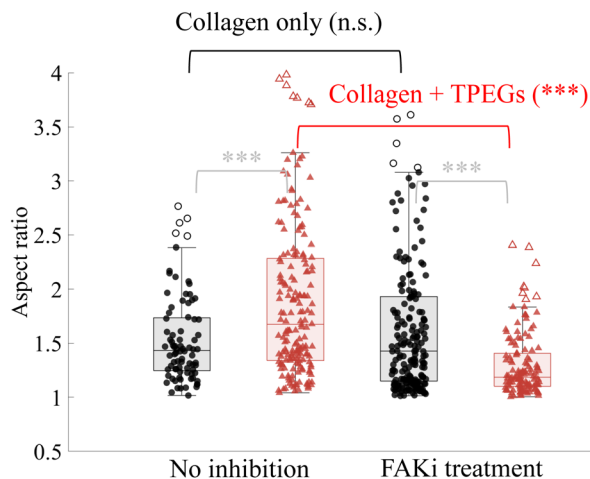 Collagen only (n.s.)
4
Collagen + TPEGs (***)
3.5
***
***
3
2.5
2
1.5
1
0.5
Aspect ratio
No inhibition
FAKi treatment